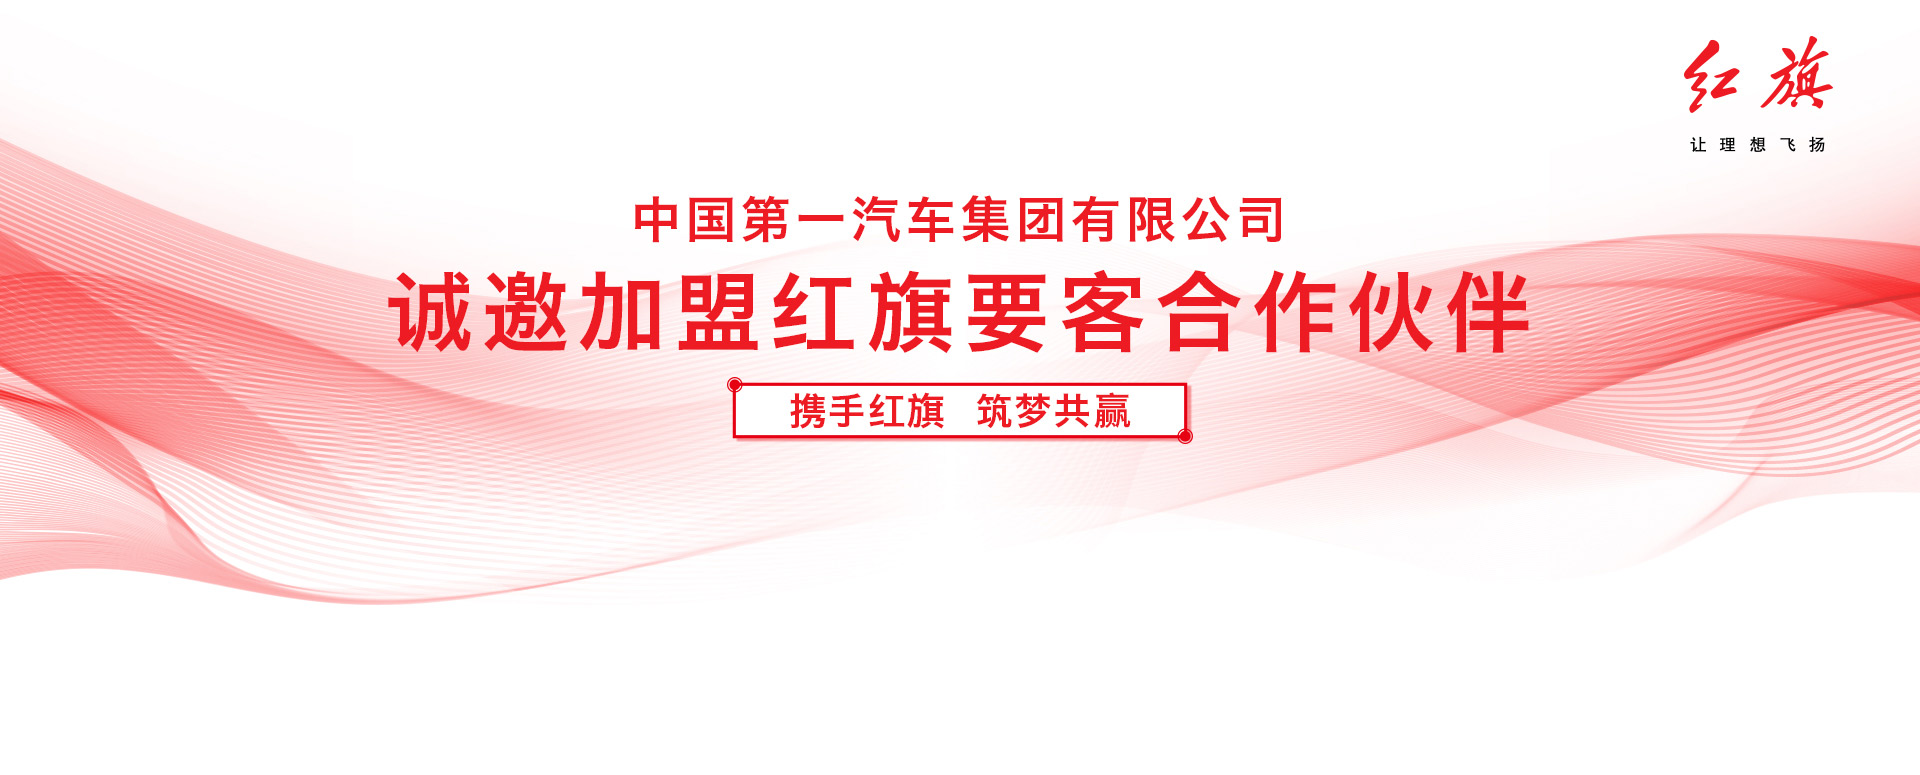 红旗
让理想飞扬
中国第一汽车集团有限公司
诚邀加盟红旗要客合作伙伴
携手红旗 筑梦共赢